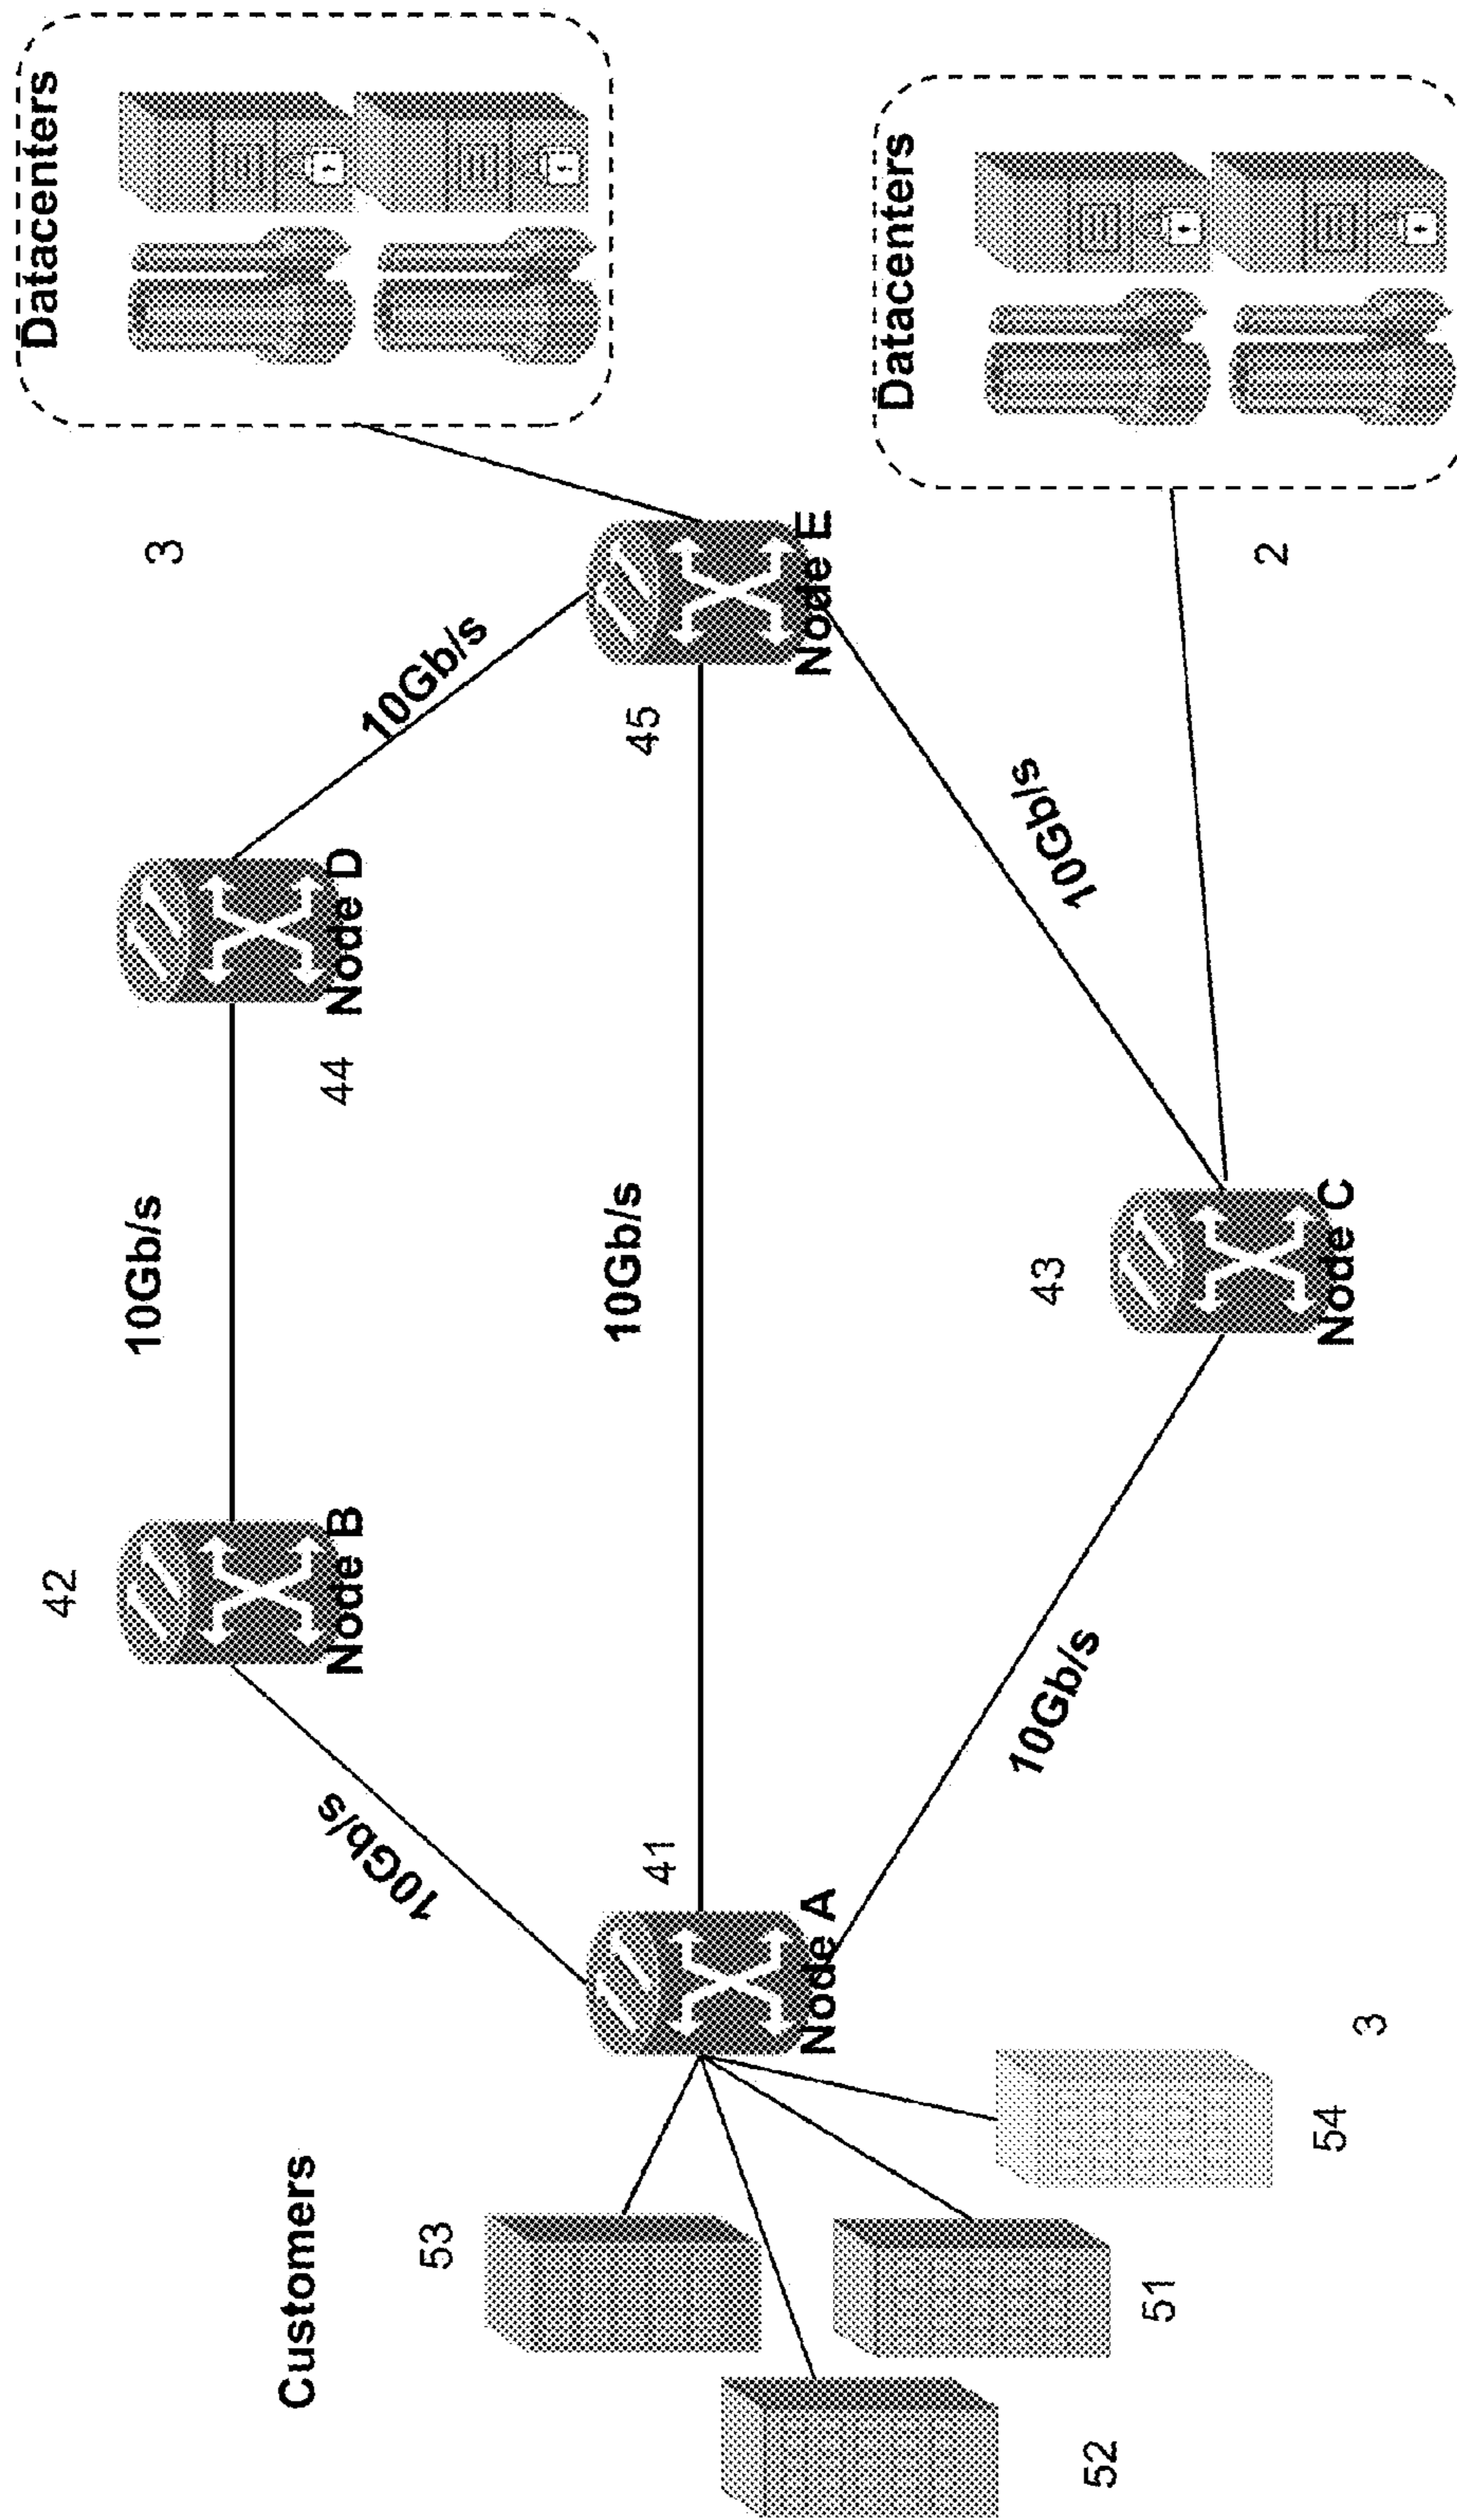 Datacenters
42
10Gb/s
3
Customers
44
Node B
Node D
10Gb/s
10Gb/s
53
10Gb/s
45
41
Node A
Node E
Datacenters
43
10Gb/s
10Gb/s
52
51
2
54
Node C
3